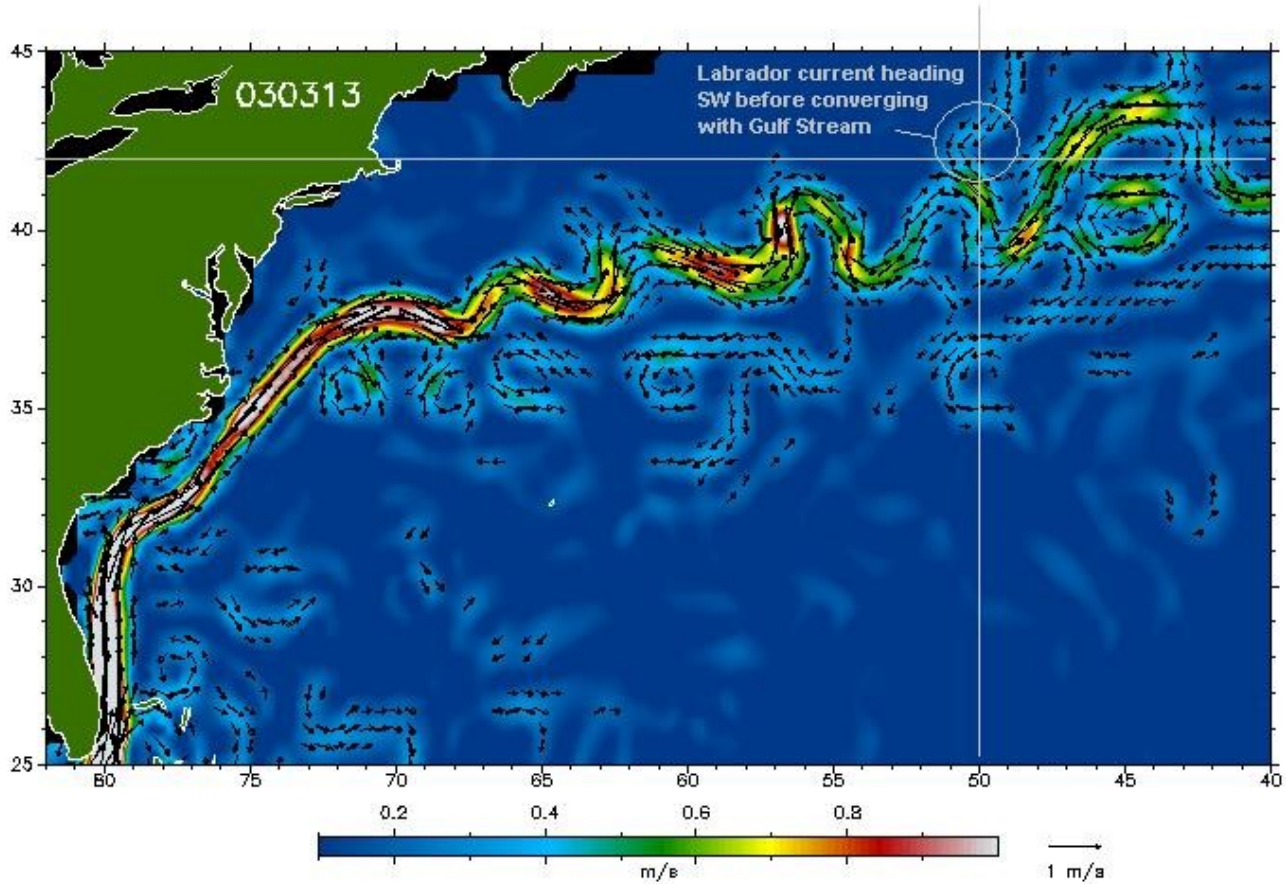 45
Labrador current heading
SW before converging
with Gulf Stream
030313
40
35
30
25
80 75 70 65 60 55 50 45 40
0.2 0.4 0.6 0.8
m/s
1 m/s